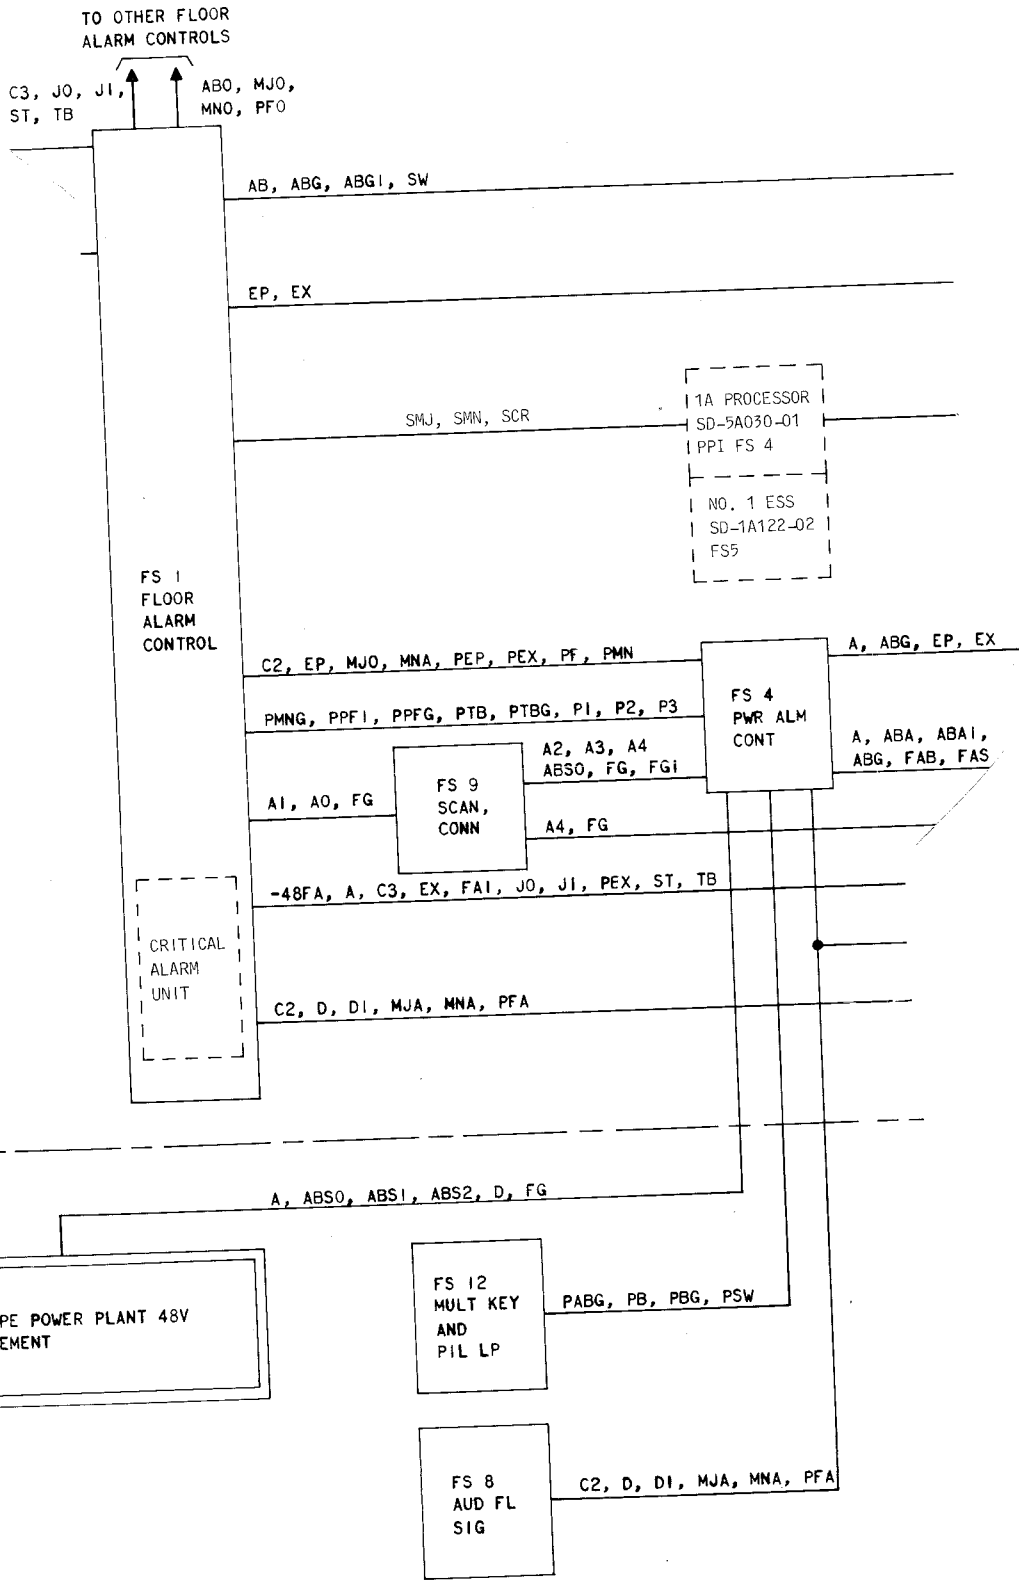 TO OTHER FLOOR
ALARM CONTROLS
C3, J0, J1,
ST, TB
ABO, MJO,
MNO, PFO
AB, ABG, ABG1, SW
EP, EX
SMJ, SMN, SCR
1A PROCESSOR
SD-5A030-01
PPI FS 4
NO. 1 ESS
SD-1A122-02
FS5
FS 1
FLOOR
ALARM
CONTROL
C2, EP, MJO, MNA, PEP, PEX, PF, PMN
PMNG, PPF1, PPFG, PTB, PTBG, P1, P2, P3
FS 4
PWR ALM
CONT
A, ABG, EP, EX
A, ABA, ABA1,
ABG, FAB, FAS
A1, A0, FG
FS 9
SCAN,
CONN
A2, A3, A4
ABS0, FG, FG1
A4, FG
-48FA, A, C3, EX, FA1, J0, J1, PEX, ST, TB
CRITICAL
ALARM
UNIT
C2, D, D1, MJA, MNA, PFA
A, ABS0, ABS1, ABS2, D, FG
PE POWER PLANT 48V
EMENT
FS 12
MULT KEY
AND
PIL LP
PABG, PB, PBG, PSW
FS 8
AUD FL
SIG
C2, D, D1, MJA, MNA, PFA